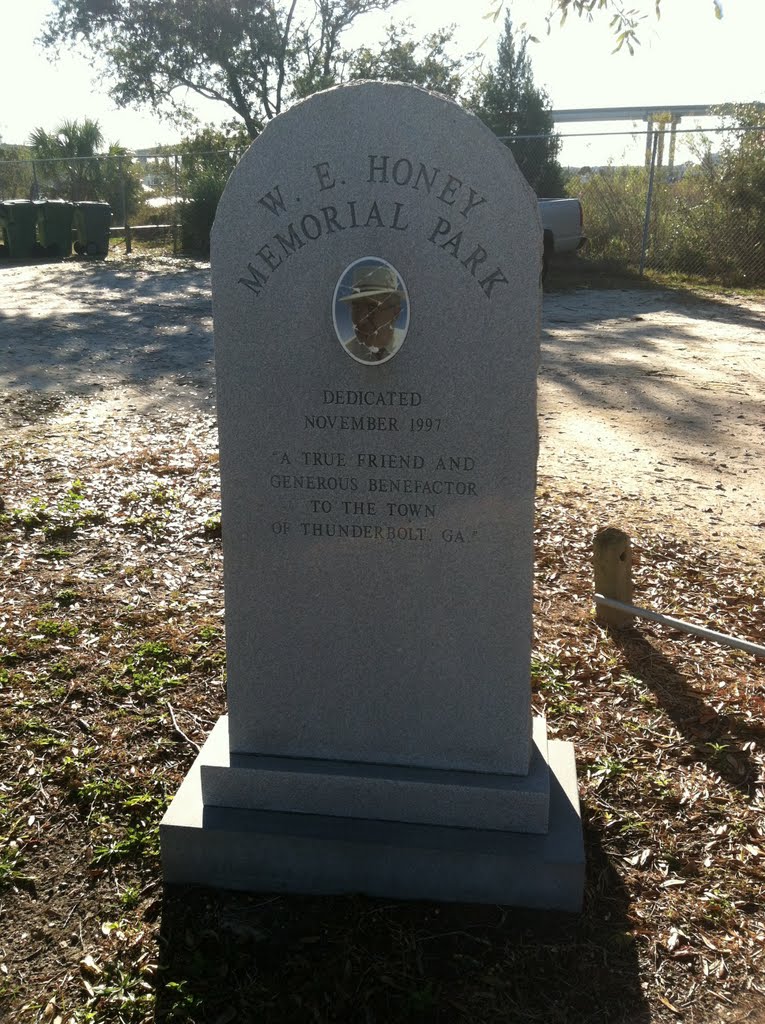 W. E. HONEY
MEMORIAL PARK
DEDICATED
NOVEMBER 1997
"A TRUE FRIEND AND
GENEROUS BENEFACTOR
TO THE TOWN
OF THUNDERBOLT, GA."